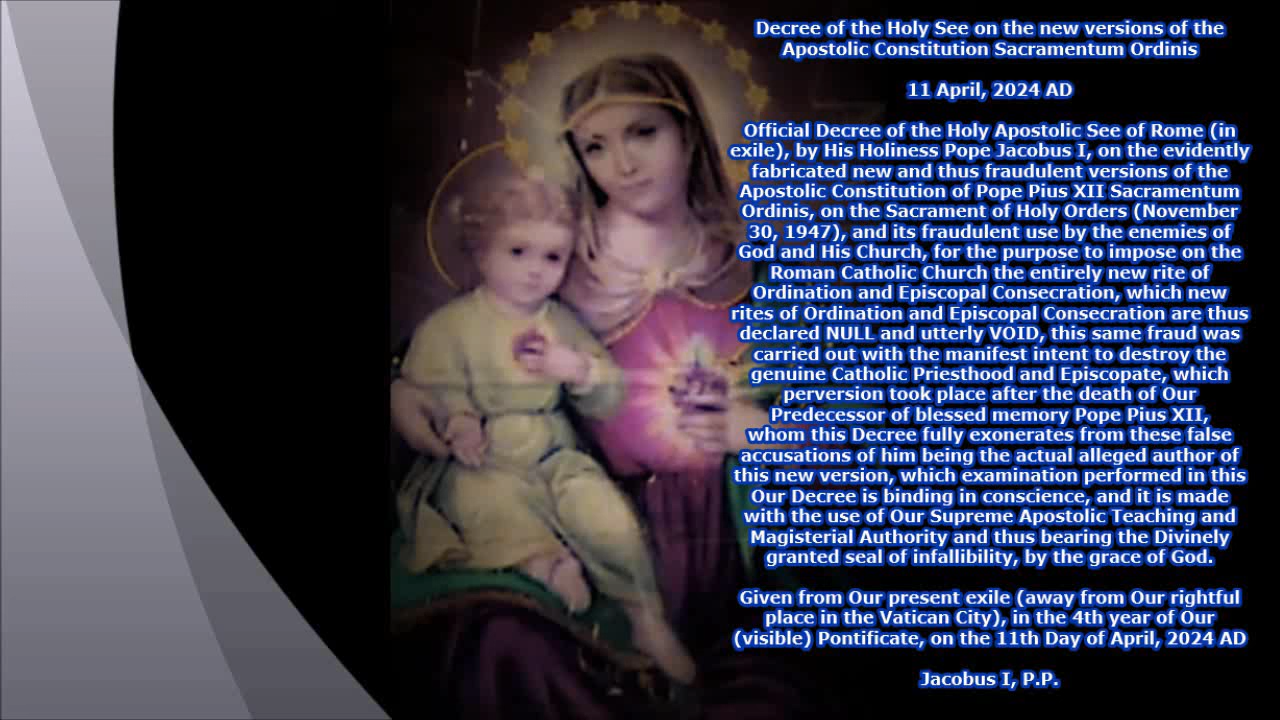 Decree of the Holy See on the new versions of the
Apostolic Constitution Sacramentum Ordinis
11 April, 2024 AD
Official Decree of the Holy Apostolic See of Rome (in
exile), by His Holiness Pope Jacobus I, on the evidently
fabricated new and thus fraudulent versions of the
Apostolic Constitution of Pope Pius XII Sacramentum
Ordinis, on the Sacrament of Holy Orders (November
30, 1947), and its fraudulent use by the enemies of
God and His Church, for the purpose to impose on the
Roman Catholic Church the entirely new rite of
Ordination and Episcopal Consecration, which new
rites of Ordination and Episcopal Consecration are thus
declared NULL and utterly VOID, this same fraud was
carried out with the manifest intent to destroy the
genuine Catholic Priesthood and Episcopate, which
perversion took place after the death of Our
Predecessor of blessed memory Pope Pius XII,
whom this Decree fully exonerates from these false
accusations of him being the actual alleged author of
this new version, which examination performed in this
Our Decree is binding in conscience, and it is made
with the use of Our Supreme Apostolic Teaching and
Magisterial Authority and thus bearing the Divinely
granted seal of infallibility, by the grace of God.
Given from Our present exile (away from Our rightful
place in the Vatican City), in the 4th year of Our
(visible) Pontificate, on the 11th Day of April, 2024 AD
Jacobus I, P.P.